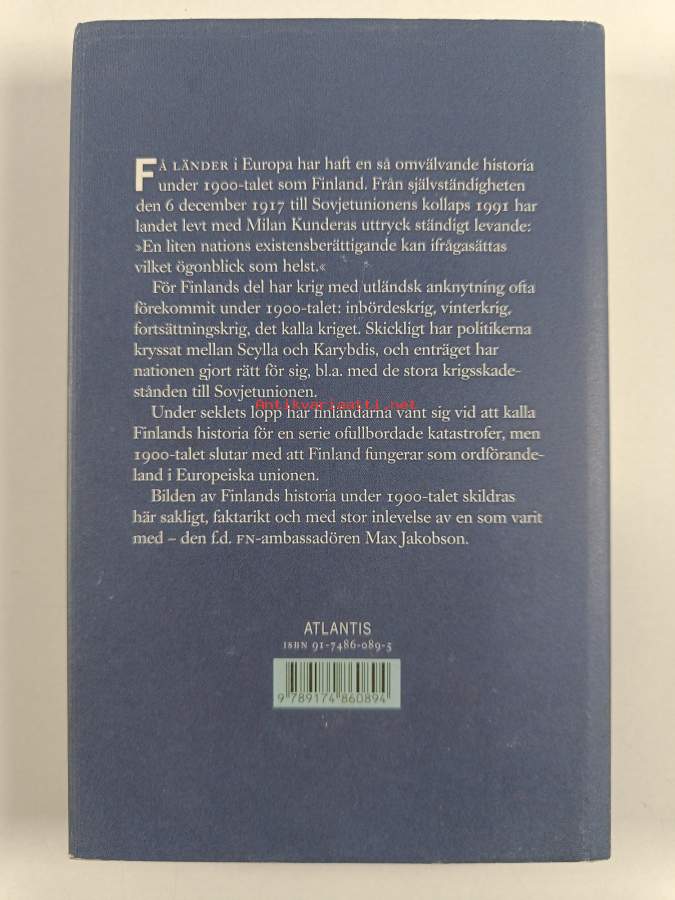 FÅ LÄNDER i Europa har haft en så omvälvande historia
under 1900-talet som Finland. Från självständigheten
den 6 december 1917 till Sovjetunionens kollaps 1991 har
landet levt med Milan Kunderas uttryck ständigt levande:
»En liten nations existensberättigande kan ifrågasättas
vilket ögonblick som helst.«
För Finlands del har krig med utländsk anknytning ofta
förekommit under 1900-talet: inbördeskrig, vinterkrig,
fortsättningskrig, det kalla kriget. Skickligt har politikerna
kryssat mellan Scylla och Karybdis, och enträget har
nationen gjort rätt för sig, bl.a. med de stora krigsskade-
stånden till Sovjetunionen.
Antikvariaatti.net
Under seklets lopp har finländarna vant sig vid att kalla
Finlands historia för en serie ofullbordade katastrofer, men
1900-talet slutar med att Finland fungerar som ordförande-
land i Europeiska unionen.
Bilden av Finlands historia under 1900-talet skildras
här sakligt, faktarikt och med stor inlevelse av en som varit
med – den f.d. FN-ambassadören Max Jakobson.
ATLANTIS
ISBN 91-7486-089-5
9 789174 860894